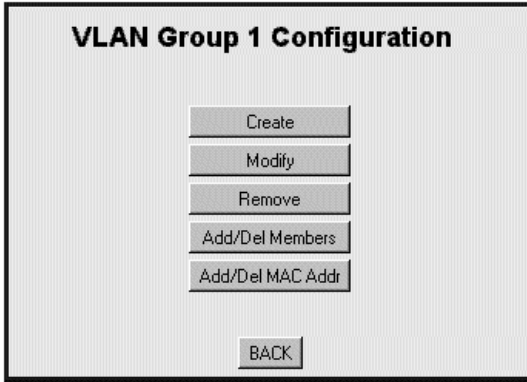 VLAN Group 1 Configuration
Create
Modify
Remove
Add/Del Members
Add/Del MAC Addr
BACK